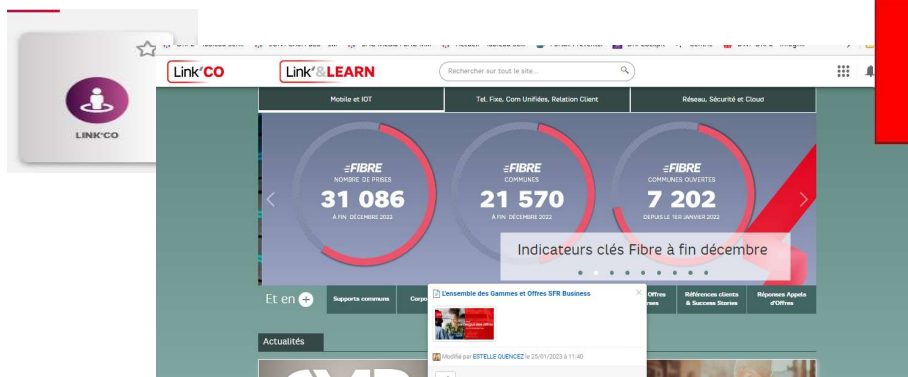 LINK'CO
Link'CO
Link'&LEARN
Rechercher sur tout le site...
Mobile et IOT
Tel. Fixe, Com Unifiées, Relation Client
Réseau, Sécurité et Cloud
FIBRE
NOMBRE DE PRISES
31 086
A FIN DÉCEMBRE 2022
FIBRE
COMMUNES
21 570
A FIN DÉCEMBRE 2022
FIBRE
COMMUNES OUVERTES
7 202
DEPUIS LE 1ER JANVIER 2022
Indicateurs clés Fibre à fin décembre
Et en +
Supports communs
Corpo
L'ensemble des Gammes et Offres SFR Business
Offres
Références clients
& Success Stories
Réponses Appels
d'Offres
Modifié par ESTELLE QUENCEZ le 25/01/2023 à 11:40
Actualités